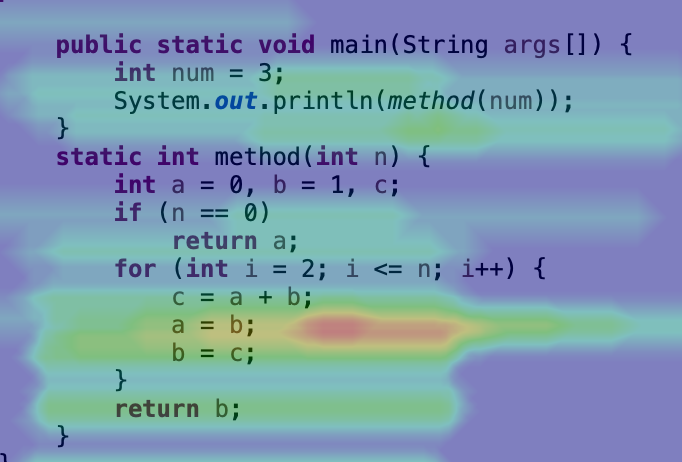 public static void main(String args[]) {
int num = 3;
System.out.println(method(num));
}
static int method(int n) {
int a = 0, b = 1, c;
if (n == 0)
return a;
for (int i = 2; i <= n; i++) {
c = a + b;
a = b;
b = c;
}
return b;
}
}